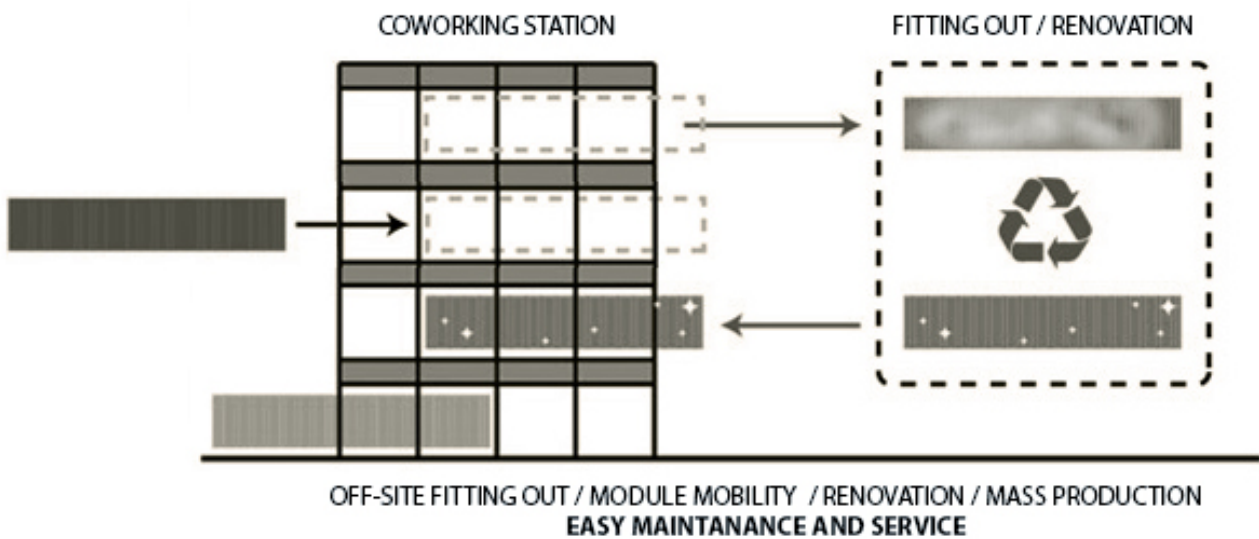 COWORKING STATION
FITTING OUT / RENOVATION
OFF-SITE FITTING OUT / MODULE MOBILITY / RENOVATION / MASS PRODUCTION
EASY MAINTANANCE AND SERVICE